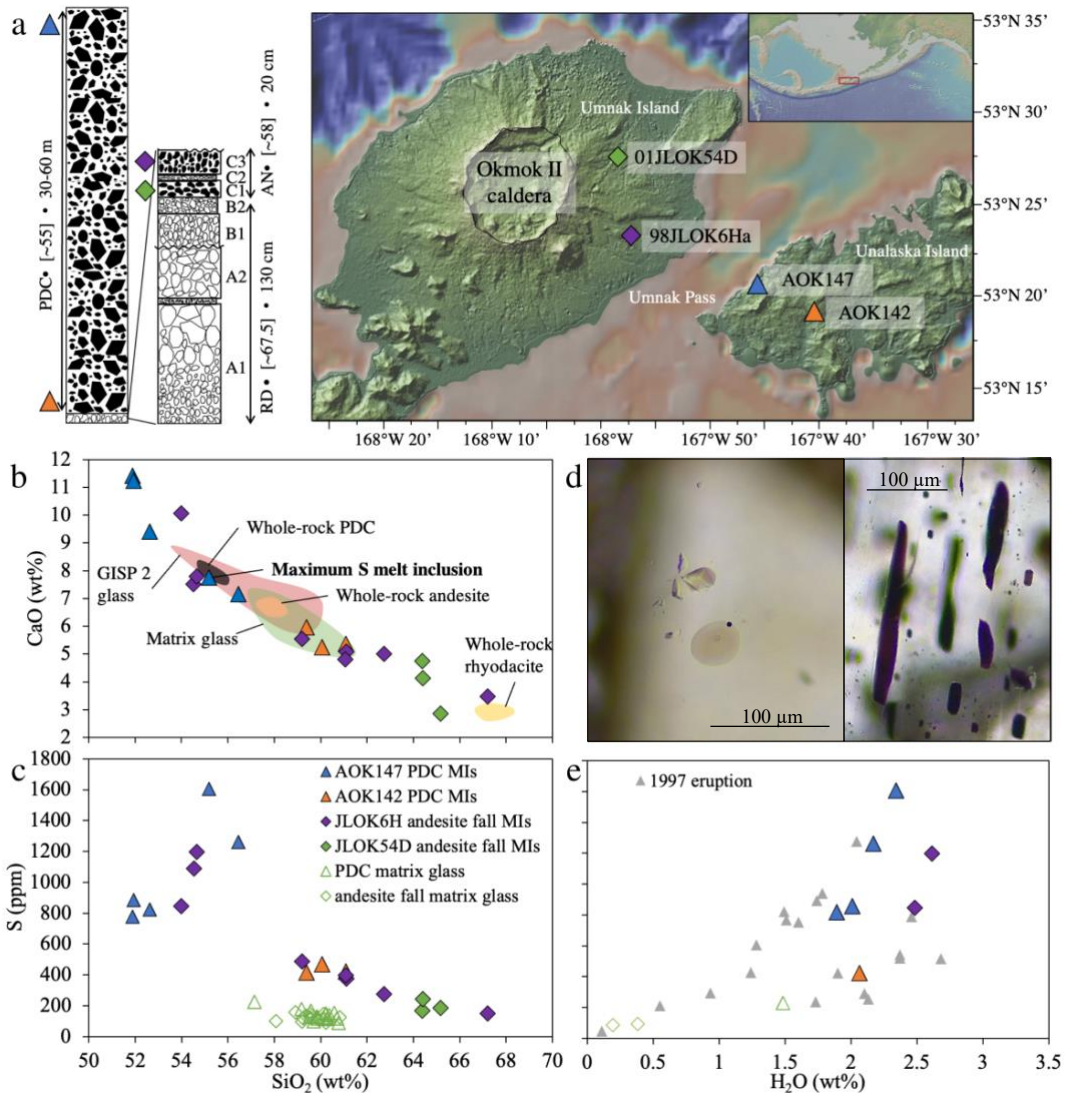 a
PDC• [~55] • 30-60 m
C3
C2
C1
B2
B1
A2
A1
AN• [~58] • 20 cm
RD• [~67.5] • 130 cm
Umnak Island
Okmok II
caldera
01JLOK54D
98JLOK6Ha
Unalaska Island
AOK147
Umnak Pass
AOK142
53°N 35'
53°N 30'
53°N 25'
53°N 20'
53°N 15'
168°W 20' 168°W 10' 168°W 167°W 50' 167°W 40' 167°W 30'
b
CaO (wt%)
12
11
10
9
8
7
6
5
4
3
2
Whole-rock PDC
GISP 2
glass
Maximum S melt inclusion
Whole-rock andesite
Matrix glass
Whole-rock
rhyodacite
d
100 µm
100 µm
c
S (ppm)
1800
1600
1400
1200
1000
800
600
400
200
0
AOK147 PDC MIs
AOK142 PDC MIs
JLOK6H andesite fall MIs
JLOK54D andesite fall MIs
PDC matrix glass
andesite fall matrix glass
50 52 54 56 58 60 62 64 66 68 70
SiO2 (wt%)
e
1997 eruption
0 0.5 1 1.5 2 2.5 3 3.5
H2O (wt%)